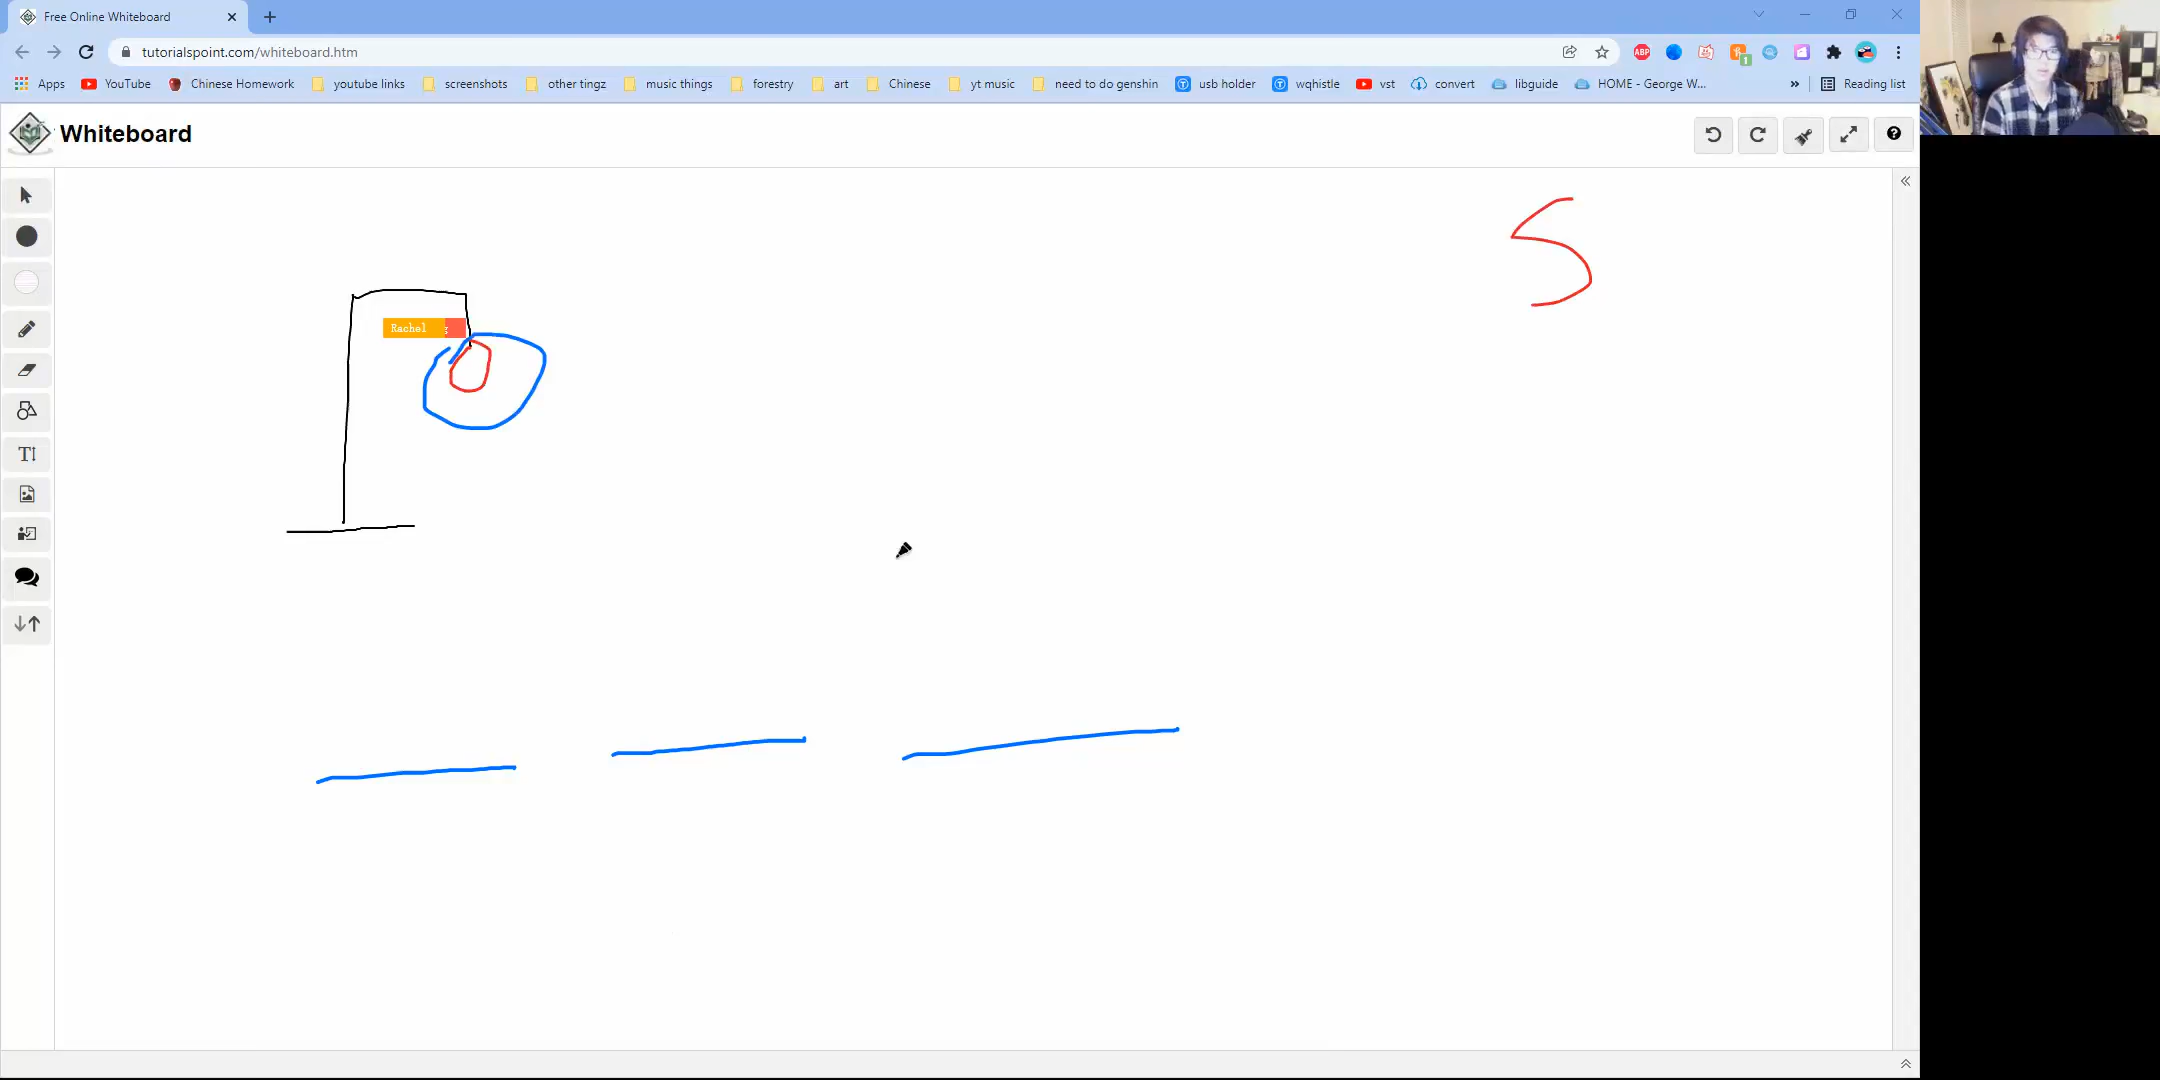 Free Online Whiteboard
tutorialspoint.com/whiteboard.htm
ABP
1
Apps YouTube Chinese Homework youtube links screenshots other tingz music things forestry art Chinese yt music need to do genshin usb holder wqhistle vst convert libguide HOME - George W... » Reading list
Whiteboard
S
Rachel